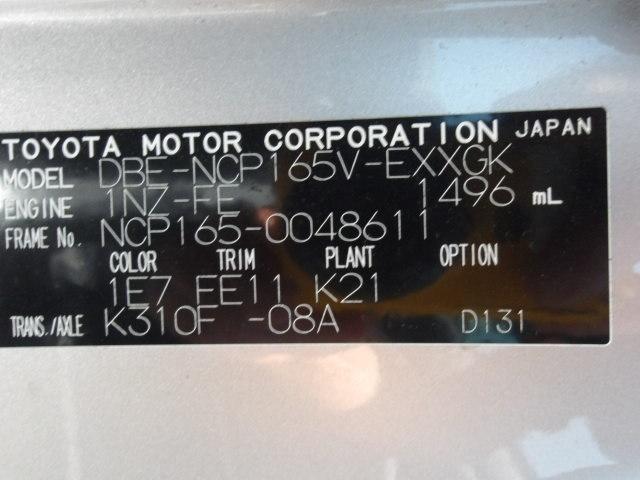 TOYOTA MOTOR CORPORATION JAPAN
MODEL DBE-NCP165V-EXXGK
ENGINE 1NZ-FE 1496 mL
FRAME No. NCP165-0048611
COLOR TRIM PLANT OPTION
1E7 FE11 K21
TRANS./AXLE K310F -08A D131